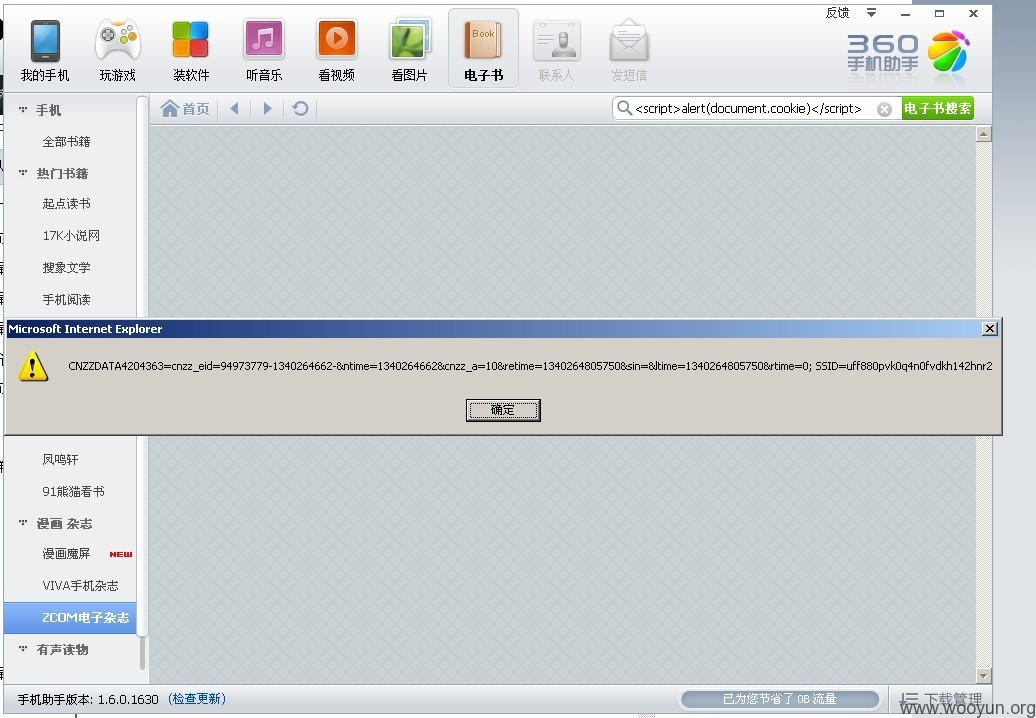 反馈
我的手机 玩游戏 装软件 听音乐 看视频 看图片 Book 电子书 联系人 发短信 360手机助手
手机 首页 <script>alert(document.cookie)</script> 电子书搜索
全部书籍
热门书籍
起点读书
17K小说网
搜象文学
手机阅读
Microsoft Internet Explorer
CNZZDATA4204363=cnzz_eid=94973779-1340264662-&ntime=1340264662&cnzz_a=10&retime=1340264805750&sin=&ltime=1340264805750&rtime=0; SSID=uff880pvk0q4n0fvdkh142hnr2
确定
凤鸣轩
91熊猫看书
漫画 杂志
漫画魔屏 NEW
VIVA手机杂志
ZCOM电子杂志
有声读物
手机助手版本: 1.6.0.1630 (检查更新) 已为您节省了 0B 流量 下载管理
www.wooyun.org